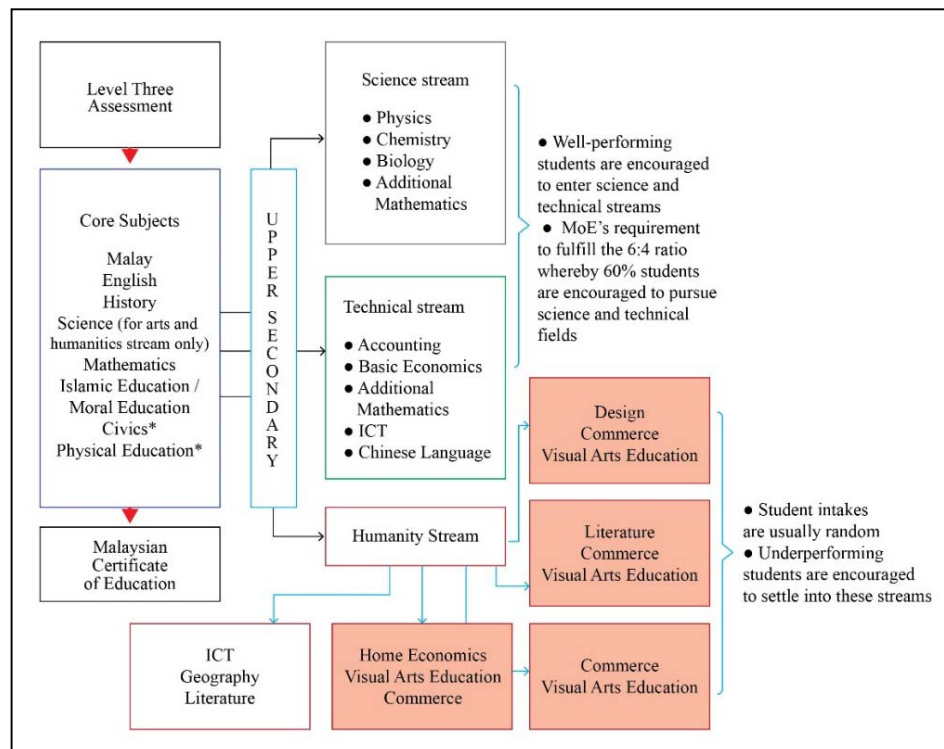 Level Three
Assessment
Core Subjects
Malay
English
History
Science (for arts and
humanitics stream only)
Mathematics
Islamic Education /
Moral Education
Civics*
Physical Education*
Malaysian
Certificate
of Education
UPPER SECONDARY
Science stream
● Physics
● Chemistry
● Biology
● Additional
Mathematics
Technical stream
● Accounting
● Basic Economics
● Additional
Mathematics
● ICT
● Chinese Language
Humanity Stream
ICT
Geography
Literature
Home Economics
Visual Arts Education
Commerce
Design
Commerce
Visual Arts Education
Literature
Commerce
Visual Arts Education
Commerce
Visual Arts Education
● Well-performing
students are encouraged
to enter science and
technical streams
● MoE's requirement
to fulfill the 6:4 ratio
whereby 60% students
are encouraged to pursue
science and technical
fields
● Student intakes
are usually random
● Underperforming
students are encouraged
to settle into these streams